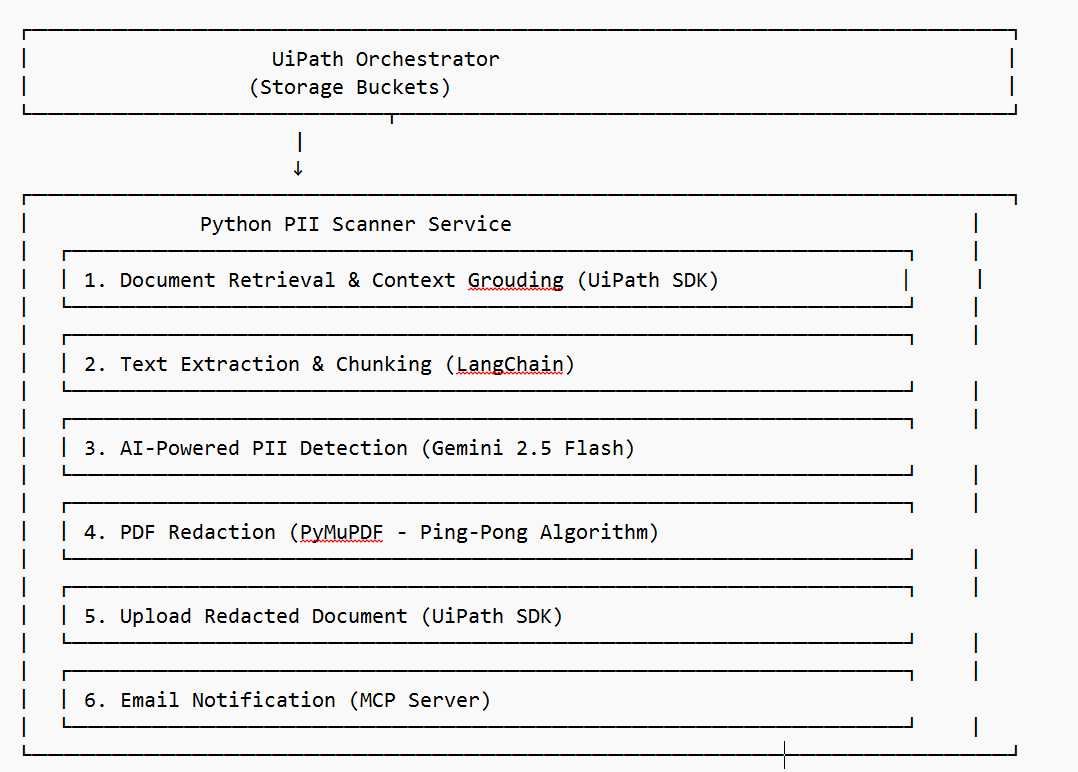 UiPath Orchestrator
(Storage Buckets)
↓
Python PII Scanner Service
1. Document Retrieval & Context Grouding (UiPath SDK)
2. Text Extraction & Chunking (LangChain)
3. AI-Powered PII Detection (Gemini 2.5 Flash)
4. PDF Redaction (PyMuPDF - Ping-Pong Algorithm)
5. Upload Redacted Document (UiPath SDK)
6. Email Notification (MCP Server)